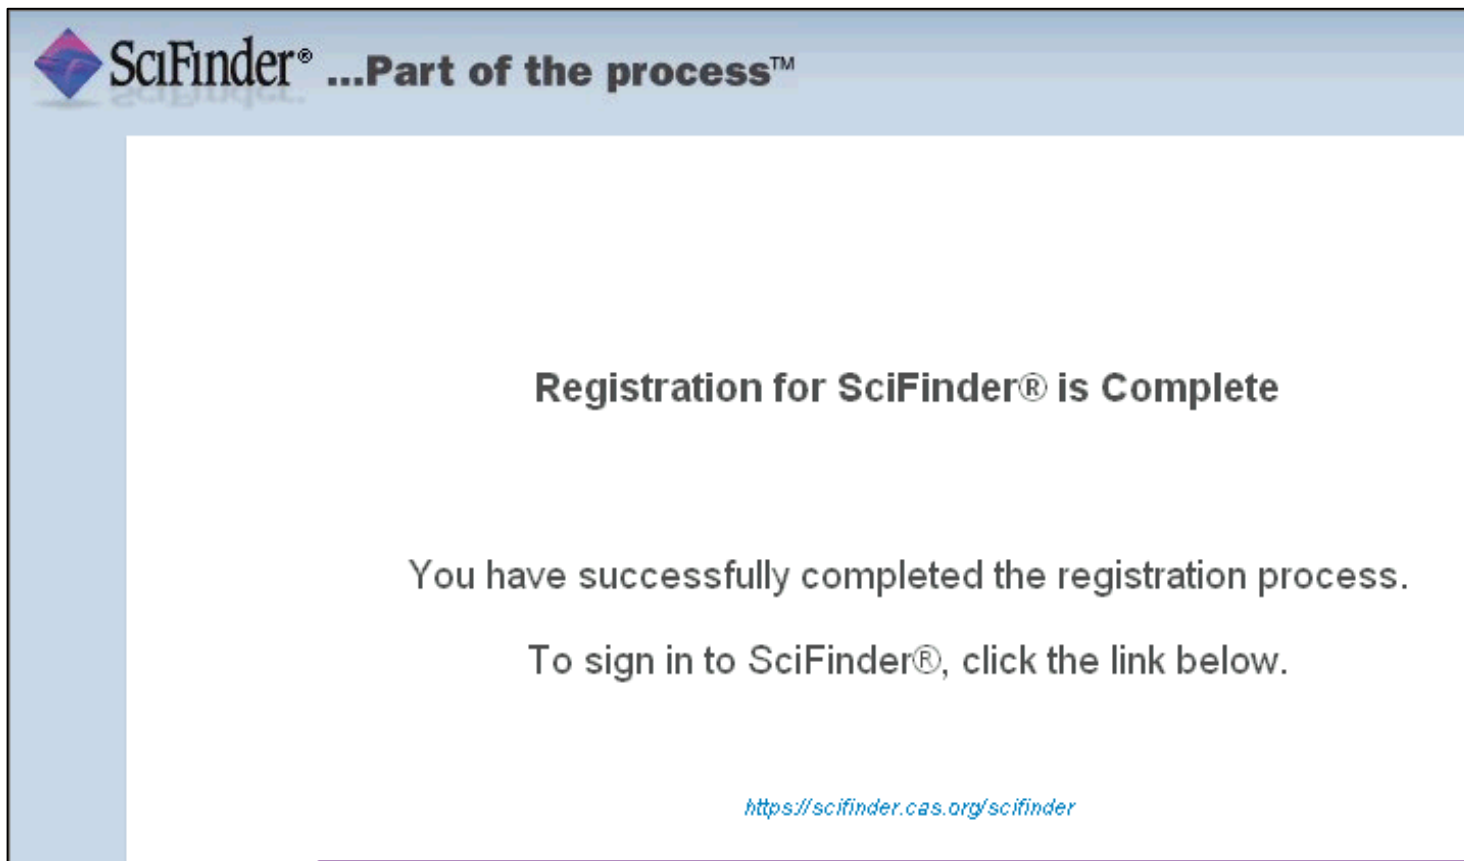 SciFinder® ...Part of the process™
Registration for SciFinder® is Complete
You have successfully completed the registration process.
To sign in to SciFinder®, click the link below.
https://scifinder.cas.org/scifinder